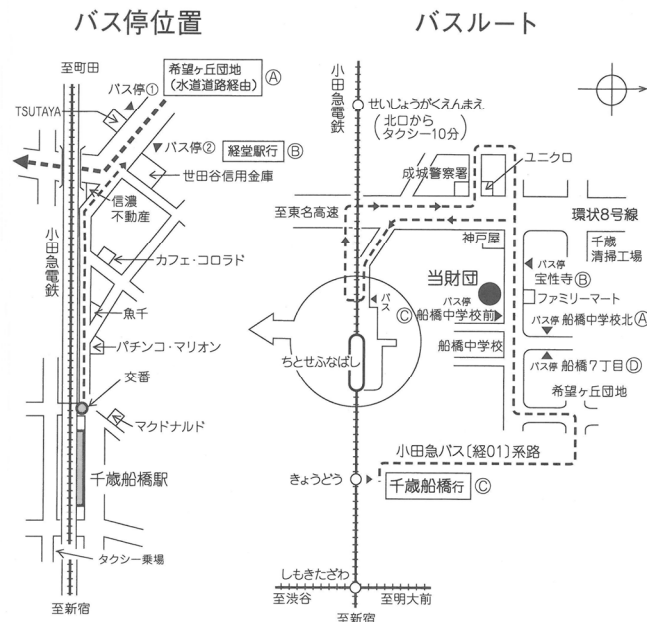 バス停位置
至町田
バス停①
希望ヶ丘団地
(水道道路経由)
Ⓐ
TSUTAYA
バス停②
経堂駅行
Ⓑ
世田谷信用金庫
信濃
不動産
小田急電鉄
カフェ・コロラド
魚千
パチンコ・マリオン
交番
マクドナルド
千歳船橋駅
タクシー乗場
至新宿
バスルート
小田急電鉄
せいじょうがくえんまえ
(北口から
タクシー10分)
ユニクロ
成城警察署
至東名高速
環状8号線
神戸屋
千歳
清掃工場
当財団
バス停
宝性寺Ⓑ
バス
Ⓒ
バス停
船橋中学校前
ファミリーマート
バス停 船橋中学校北Ⓐ
船橋中学校
ちとせふなばし
バス停 船橋7丁目Ⓓ
希望ヶ丘団地
小田急バス〔経01〕系路
きょうどう
千歳船橋行
Ⓒ
しもきたざわ
至渋谷
至明大前
至新宿